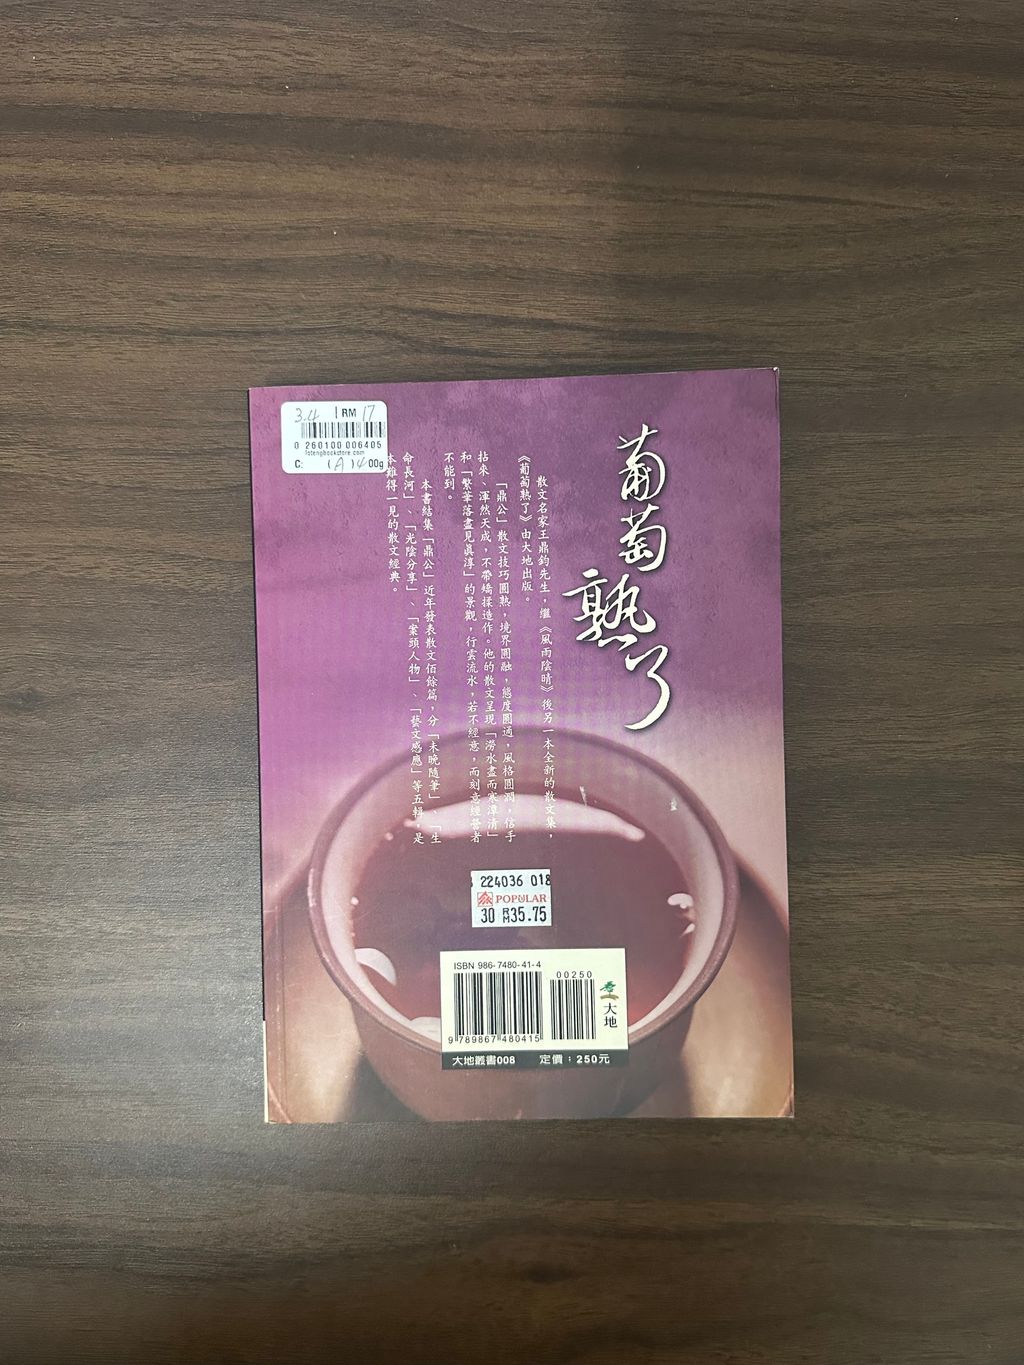 葡萄熟了
散文名家王鼎鈞先生，繼《風雨陰晴》後另一本全新的散文集，
《葡萄熟了》由大地出版。
「鼎公」散文技巧圓熟，境界圓融，態度圓通，風格圓潤，信手
拈來、渾然天成，不帶矯揉造作。他的散文呈現「潦水盡而寒潭清」
和「繁華落盡見眞淳」的景觀，行雲流水，若不經意，而刻意經營者
不能到。
本書結集「鼎公」近年發表散文佰餘篇，分「未晚隨筆」、「生
命長河」、「光陰分享」、「案頭人物」、「藝文感應」等五輯，是
本難得一見的散文經典。
3.4 RM 17
0 260100 006405
lotengbookstore.com
C: (A) 4 00g
224036 018
POPULAR
30 RM35.75
ISBN 986-7480-41-4
00250
9 789867 480415
大地
大地叢書008 定價：250元